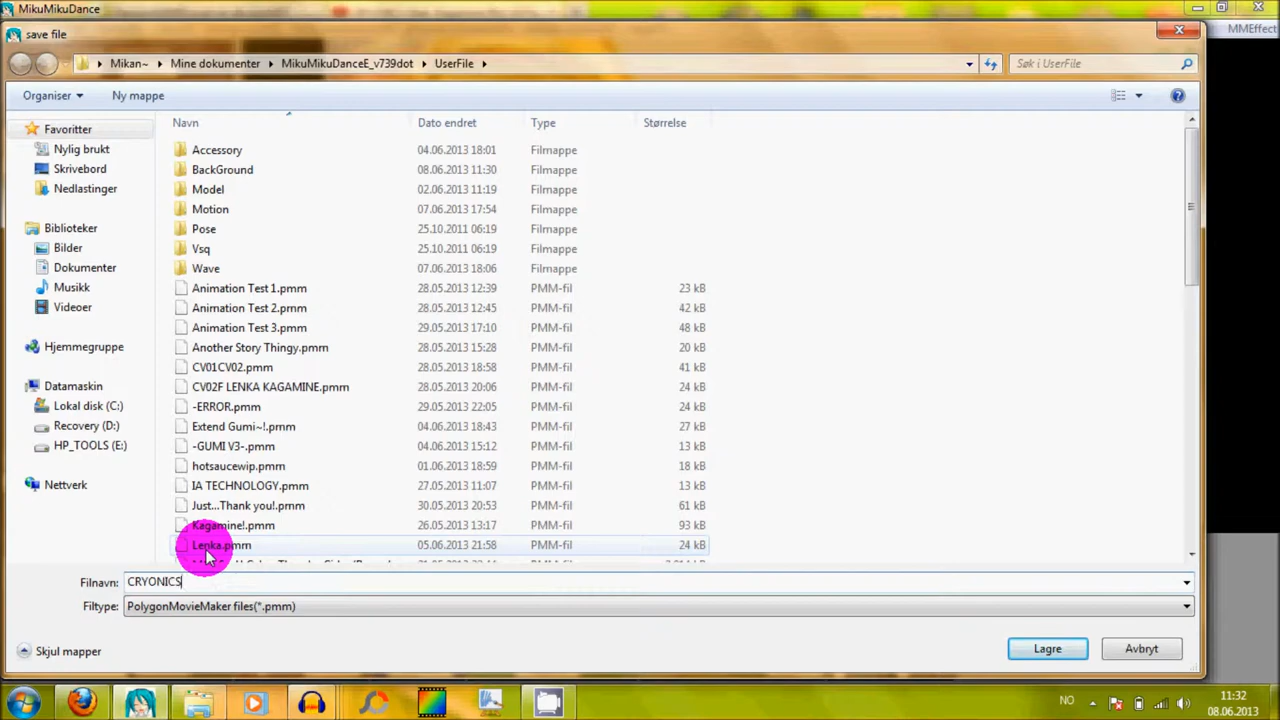 MikuMikuDance
save file
MMEffect
Mikan~ Mine dokumenter MikuMikuDanceE_v739dot UserFile
Søk i UserFile
Organiser Ny mappe
Navn Dato endret Type Størrelse
Favoritter
Nylig brukt
Skrivebord
Nedlastinger
Biblioteker
Bilder
Dokumenter
Musikk
Videoer
Hjemmegruppe
Datamaskin
Lokal disk (C:)
Recovery (D:)
HP_TOOLS (E:)
Nettverk
Accessory 04.06.2013 18:01 Filmappe
BackGround 08.06.2013 11:30 Filmappe
Model 02.06.2013 11:19 Filmappe
Motion 07.06.2013 17:54 Filmappe
Pose 25.10.2011 06:19 Filmappe
Vsq 25.10.2011 06:19 Filmappe
Wave 07.06.2013 18:06 Filmappe
Animation Test 1.pmm 28.05.2013 12:39 PMM-fil 23 kB
Animation Test 2.pmm 28.05.2013 12:45 PMM-fil 42 kB
Animation Test 3.pmm 29.05.2013 17:10 PMM-fil 48 kB
Another Story Thingy.pmm 28.05.2013 15:28 PMM-fil 20 kB
CV01CV02.pmm 28.05.2013 18:58 PMM-fil 41 kB
CV02F LENKA KAGAMINE.pmm 28.05.2013 20:06 PMM-fil 24 kB
-ERROR.pmm 29.05.2013 22:05 PMM-fil 24 kB
Extend Gumi~!.pmm 04.06.2013 18:43 PMM-fil 27 kB
-GUMI V3-.pmm 04.06.2013 15:12 PMM-fil 13 kB
hotsaucewip.pmm 01.06.2013 18:59 PMM-fil 18 kB
IA TECHNOLOGY.pmm 27.05.2013 11:07 PMM-fil 13 kB
Just...Thank you!.pmm 30.05.2013 20:53 PMM-fil 61 kB
Kagamine!.pmm 26.05.2013 13:17 PMM-fil 93 kB
Lenka.pmm 05.06.2013 21:58 PMM-fil 24 kB
Filnavn: CRYONICS
Filtype: PolygonMovieMaker files(*.pmm)
Skjul mapper Lagre Avbryt
NO 11:32
08.06.2013